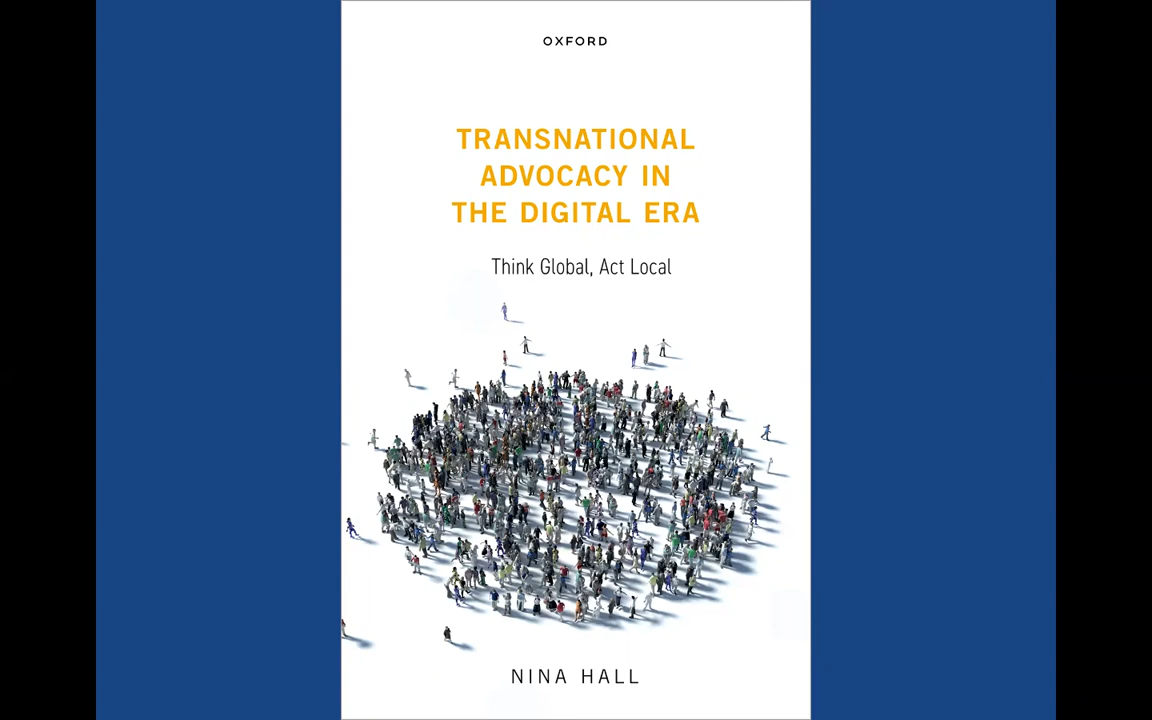 OXFORD
TRANSNATIONAL
ADVOCACY IN
THE DIGITAL ERA
Think Global, Act Local
NINA HALL